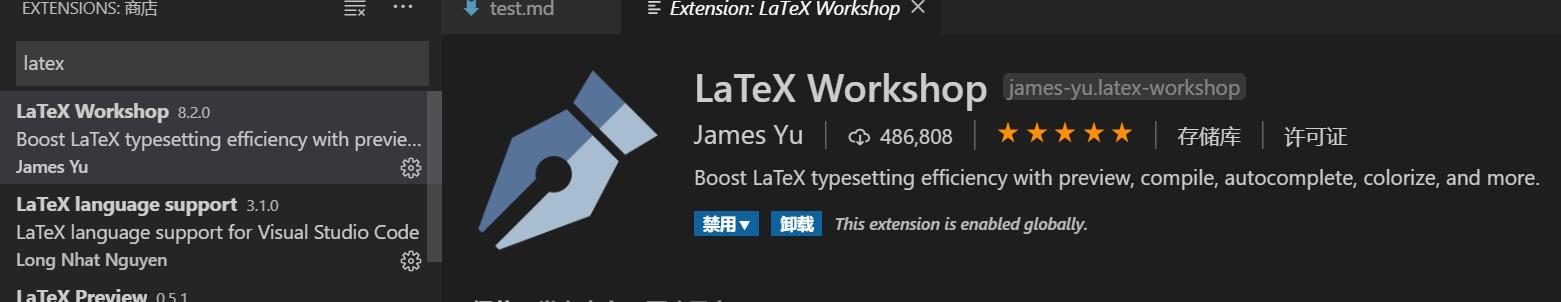 EXTENSIONS: 商店
latex
LaTeX Workshop 8.2.0
Boost LaTeX typesetting efficiency with previe...
James Yu
LaTeX language support 3.1.0
LaTeX language support for Visual Studio Code
Long Nhat Nguyen
LaTeX Preview 0.5.1
test.md
Extension: LaTeX Workshop
LaTeX Workshop james-yu.latex-workshop
James Yu 486,808 存储库 许可证
Boost LaTeX typesetting efficiency with preview, compile, autocomplete, colorize, and more.
禁用 卸载 This extension is enabled globally.